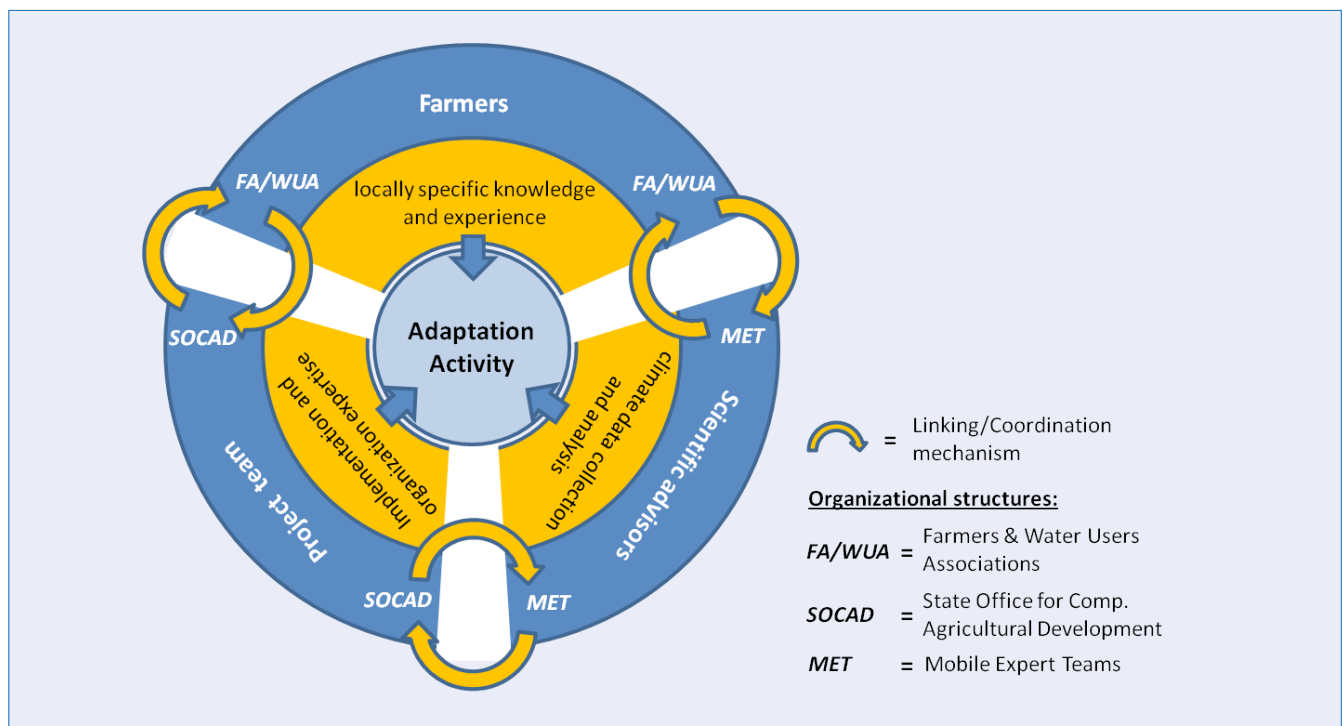 Farmers
FA/WUA
FA/WUA
locally specific knowledge
and experience
SOCAD
MET
Adaptation
Activity
Implementation and
organization expertise
climate data collection
and analysis
Project team
Scientific advisors
SOCAD
MET
= Linking/Coordination
mechanism
Organizational structures:
FA/WUA = Farmers & Water Users
Associations
SOCAD = State Office for Comp.
Agricultural Development
MET = Mobile Expert Teams